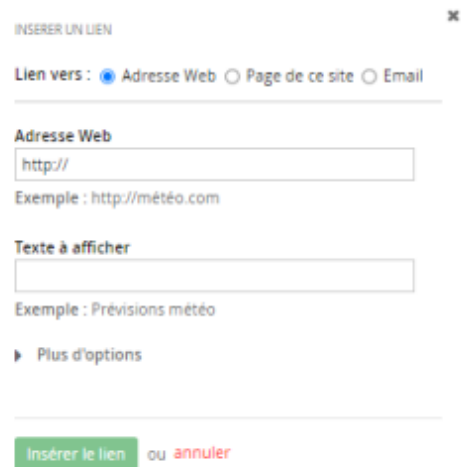 INSERER UN LIEN
Lien vers : Adresse Web Page de ce site Email
Adresse Web
http://
Exemple : http://météo.com
Texte à afficher
Exemple : Prévisions météo
Plus d'options
Insérer le lien ou annuler